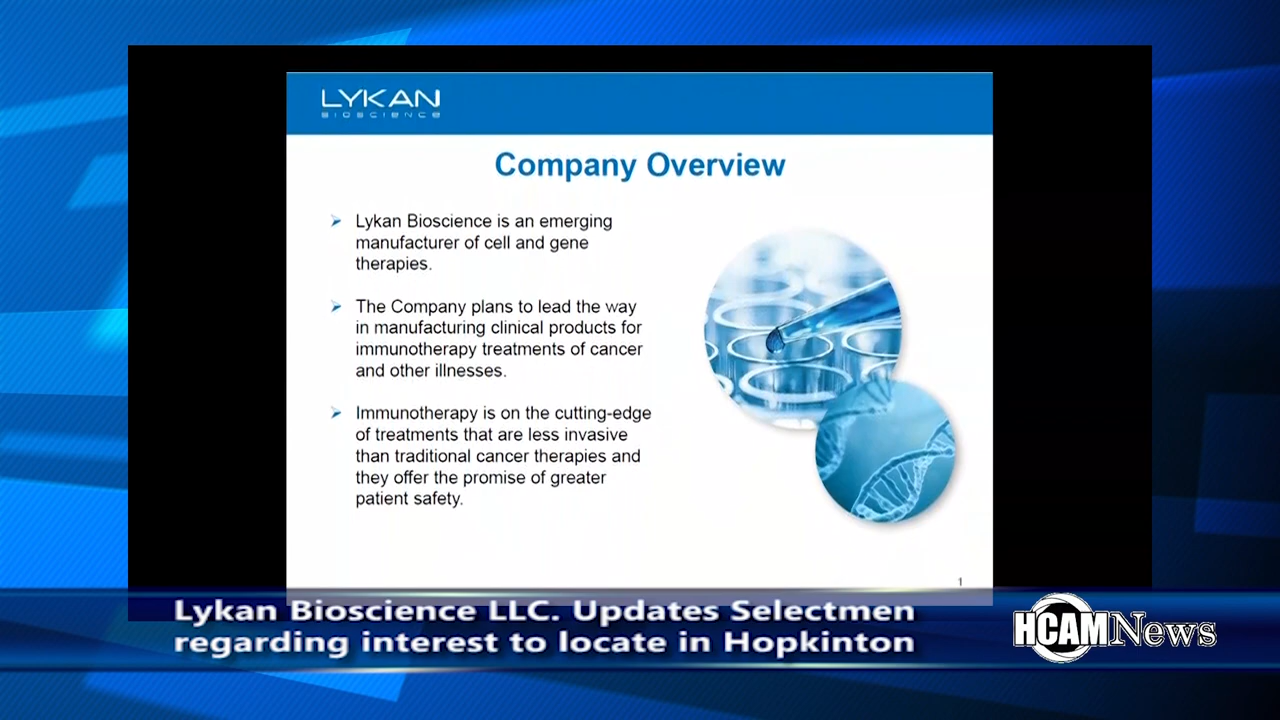 LYKAN
BIOSCIENCE
Company Overview
Lykan Bioscience is an emerging
manufacturer of cell and gene
therapies.
The Company plans to lead the way
in manufacturing clinical products for
immunotherapy treatments of cancer
and other illnesses.
Immunotherapy is on the cutting-edge
of treatments that are less invasive
than traditional cancer therapies and
they offer the promise of greater
patient safety.
1
Lykan Bioscience LLC. Updates Selectmen
regarding interest to locate in Hopkinton
HCAMNews